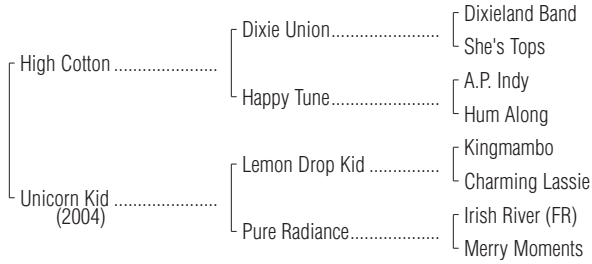 Dixieland Band
Dixie Union....................
She's Tops
High Cotton ...................
A.P. Indy
Happy Tune....................
Hum Along
Kingmambo
Lemon Drop Kid .............
Charming Lassie
Unicorn Kid ...................
(2004)
Irish River (FR)
Pure Radiance................
Merry Moments